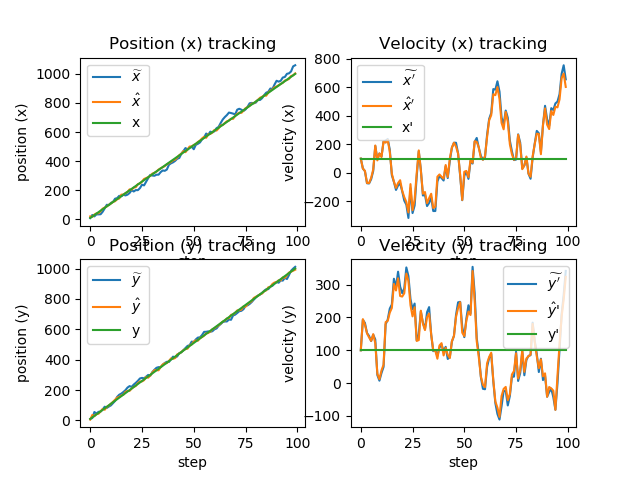 Position (x) tracking
1000
800
600
400
200
0
position (x)
x̃
x̂
x
0
25
50
75
100
Velocity (x) tracking
800
600
400
200
0
−200
velocity (x)
x̃′
x̂′
x'
0
25
50
75
100
step
Position (y) tracking
1000
800
600
400
200
0
position (y)
ỹ
ŷ
y
0
25
50
75
100
step
Velocity (y) tracking
300
200
100
0
−100
velocity (y)
ỹ′
ŷ'
y'
0
25
50
75
100
step